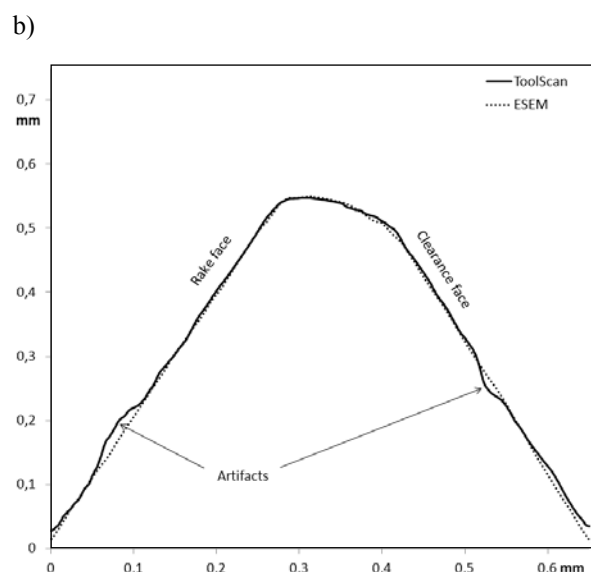 b)
ToolScan
ESEM
0,7
mm
0,6
0,5
0,4
0,3
0,2
0,1
0
Rake face
Clearance face
Artifacts
0 0.1 0.2 0.3 0.4 0.5 0.6 mm